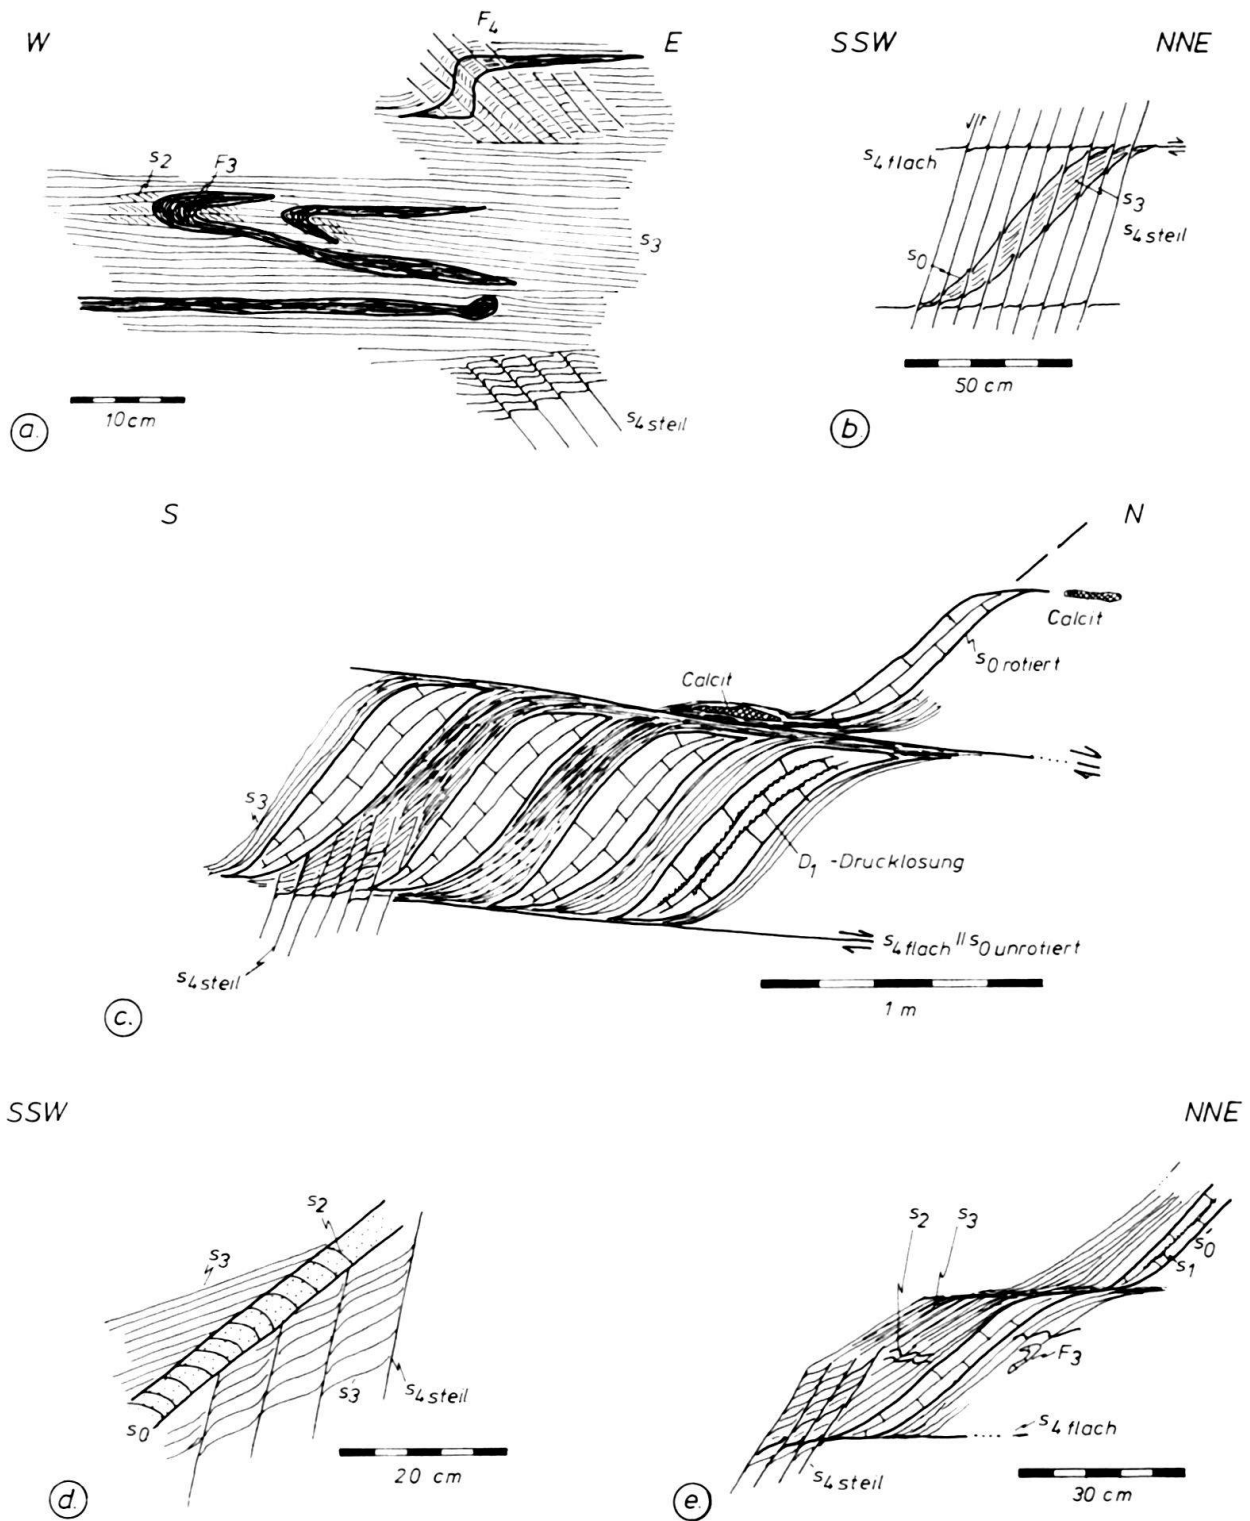 W
F4
E
s2
F3
s3
s4 steil
10 cm
a.
SSW
NNE
s4 flach
s3
s4 steil
s0
50 cm
b.
S
N
Calcit
s0 rotiert
Calcit
s3
D1 -Drucklösung
s4 flach // s0 unrotiert
s4 steil
1 m
c.
SSW
NNE
s2
s3
s3'
s4 steil
s0
20 cm
d.
s2
s3
s0'
s1
F3
s4 flach
s4 steil
30 cm
e.